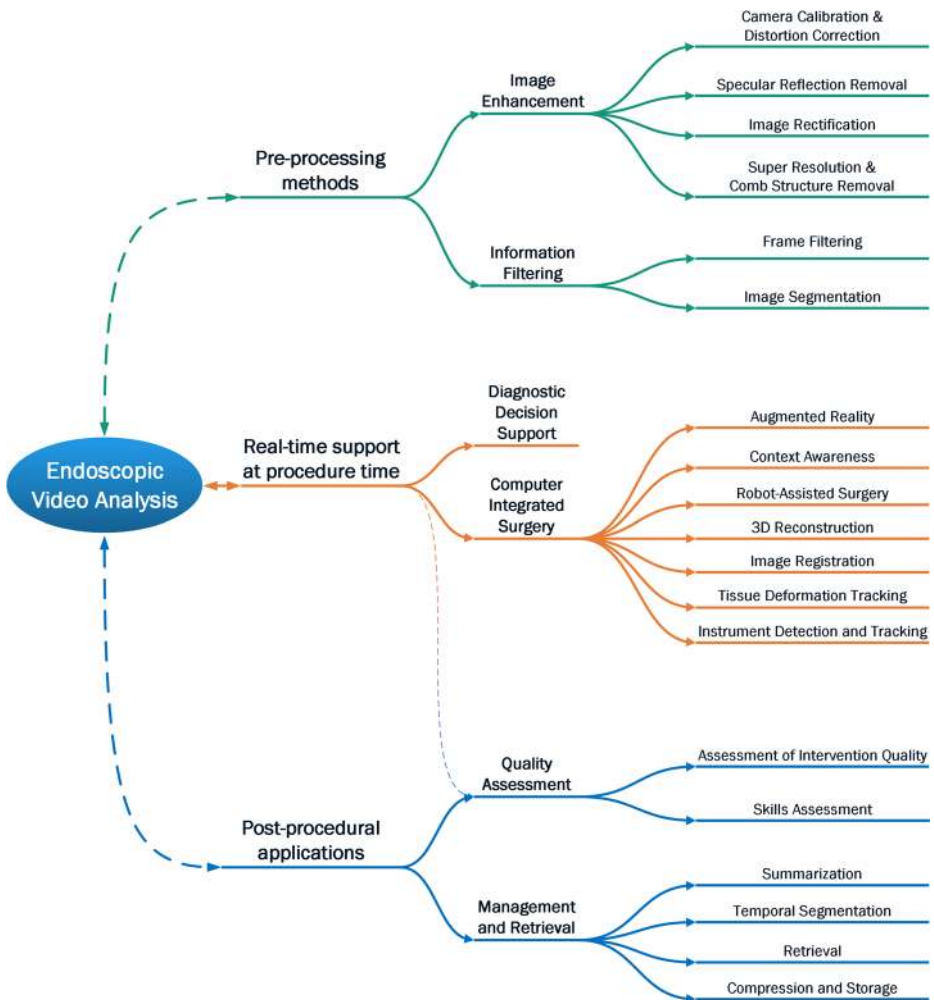 Endoscopic
Video Analysis
Pre-processing
methods
Image
Enhancement
Camera Calibration &
Distortion Correction
Specular Reflection Removal
Image Rectification
Super Resolution &
Comb Structure Removal
Information
Filtering
Frame Filtering
Image Segmentation
Real-time support
at procedure time
Diagnostic
Decision
Support
Computer
Integrated
Surgery
Augmented Reality
Context Awareness
Robot-Assisted Surgery
3D Reconstruction
Image Registration
Tissue Deformation Tracking
Instrument Detection and Tracking
Post-procedural
applications
Quality
Assessment
Assessment of Intervention Quality
Skills Assessment
Management
and Retrieval
Summarization
Temporal Segmentation
Retrieval
Compression and Storage